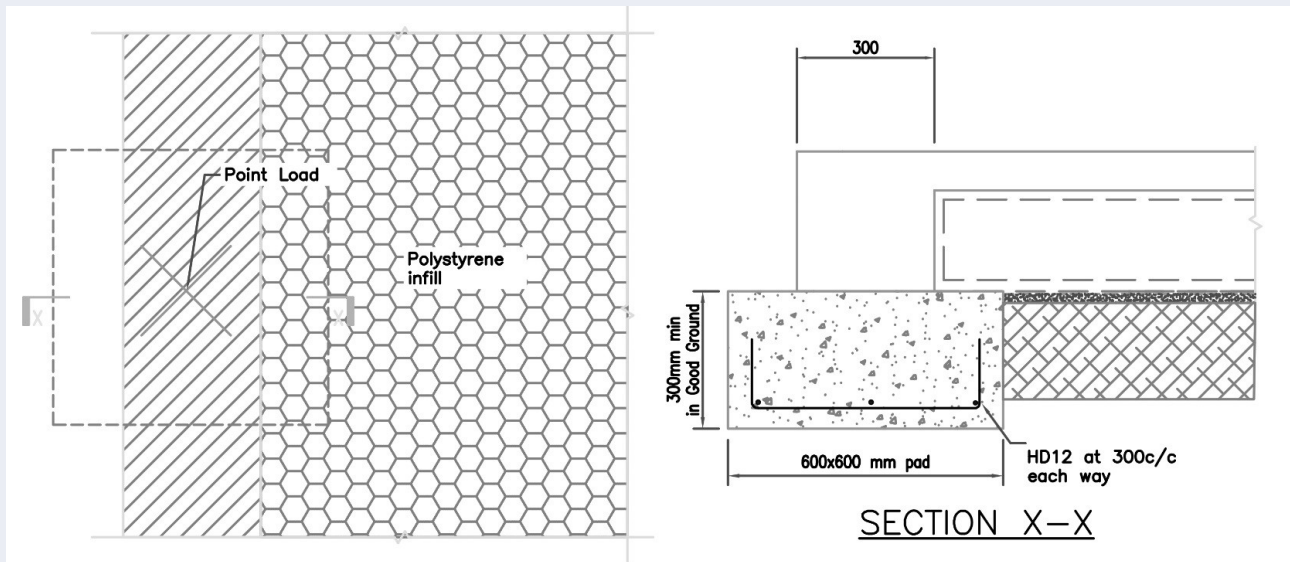 Point Load
Polystyrene
infill
X
X
300
300mm min
in Good Ground
600x600 mm pad
HD12 at 300c/c
each way
SECTION X-X